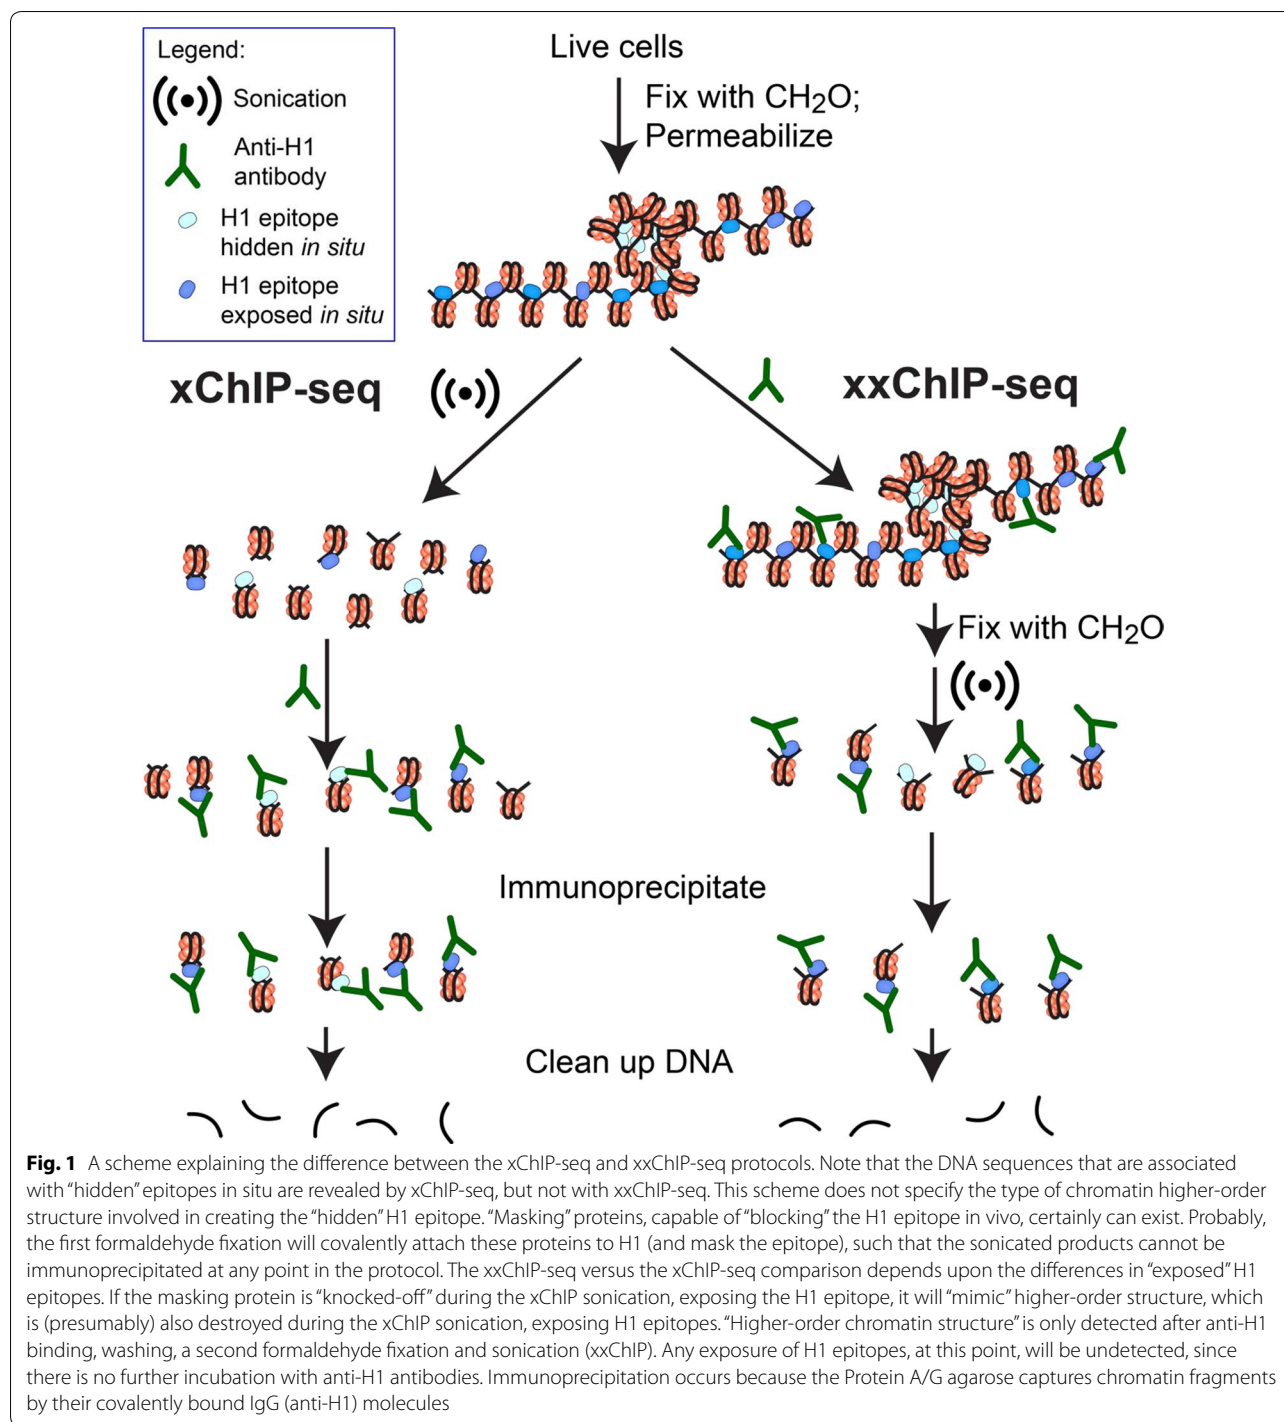 Legend:
Sonication
Anti-H1
antibody
H1 epitope
hidden in situ
H1 epitope
exposed in situ
Live cells
Fix with CH2O;
Permeabilize
xChIP-seq
xxChIP-seq
Fix with CH2O
Immunoprecipitate
Clean up DNA
Fig. 1 A scheme explaining the difference between the xChIP-seq and xxChIP-seq protocols. Note that the DNA sequences that are associated
with “hidden” epitopes in situ are revealed by xChIP-seq, but not with xxChIP-seq. This scheme does not specify the type of chromatin higher-order
structure involved in creating the “hidden” H1 epitope. “Masking” proteins, capable of “blocking” the H1 epitope in vivo, certainly can exist. Probably,
the first formaldehyde fixation will covalently attach these proteins to H1 (and mask the epitope), such that the sonicated products cannot be
immunoprecipitated at any point in the protocol. The xxChIP-seq versus the xChIP-seq comparison depends upon the differences in “exposed” H1
epitopes. If the masking protein is “knocked-off” during the xChIP sonication, exposing the H1 epitope, it will “mimic” higher-order structure, which
is (presumably) also destroyed during the xChIP sonication, exposing H1 epitopes. “Higher-order chromatin structure” is only detected after anti-H1
binding, washing, a second formaldehyde fixation and sonication (xxChIP). Any exposure of H1 epitopes, at this point, will be undetected, since
there is no further incubation with anti-H1 antibodies. Immunoprecipitation occurs because the Protein A/G agarose captures chromatin fragments
by their covalently bound IgG (anti-H1) molecules